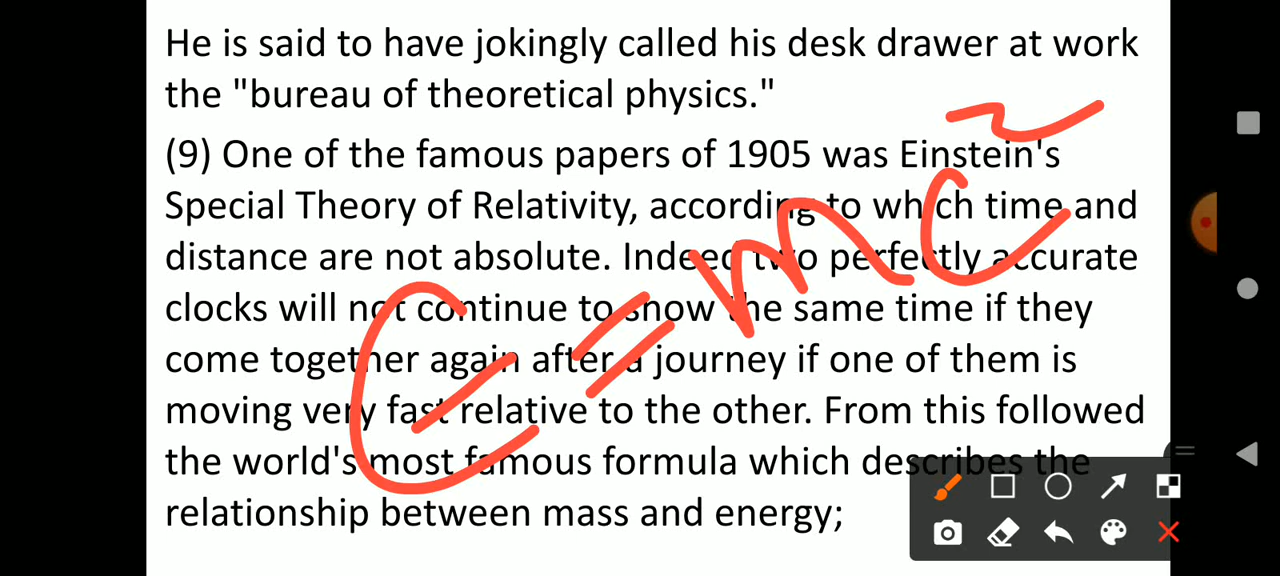 He is said to have jokingly called his desk drawer at work
the "bureau of theoretical physics."
(9) One of the famous papers of 1905 was Einstein's
Special Theory of Relativity, according to which time and
distance are not absolute. Indeed two perfectly accurate
clocks will not continue to show the same time if they
come together again after a journey if one of them is
moving very fast relative to the other. From this followed
the world's most famous formula which describes the
relationship between mass and energy;
E=mc²